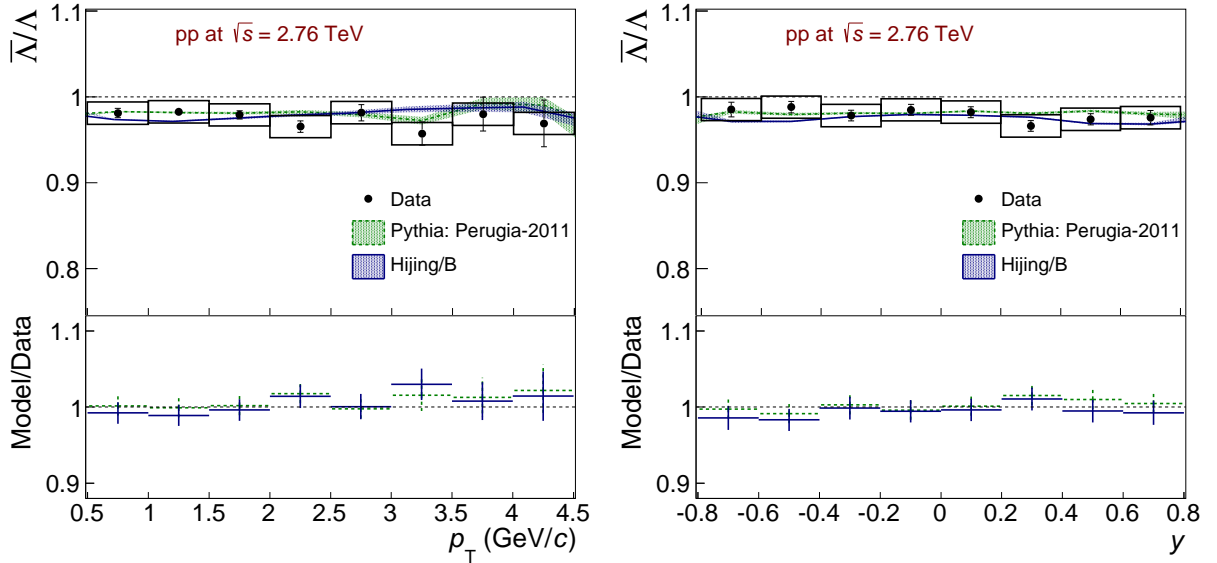 Λ̅/Λ
1.1
1
0.9
0.8
pp at √s = 2.76 TeV
Data
Pythia: Perugia-2011
Hijing/B
Model/Data
1.1
1
0.9
0.5 1 1.5 2 2.5 3 3.5 4 4.5
p_T (GeV/c)
Λ̅/Λ
1.1
1
0.9
0.8
pp at √s = 2.76 TeV
Data
Pythia: Perugia-2011
Hijing/B
Model/Data
1.1
1
0.9
-0.8 -0.6 -0.4 -0.2 0 0.2 0.4 0.6 0.8
y